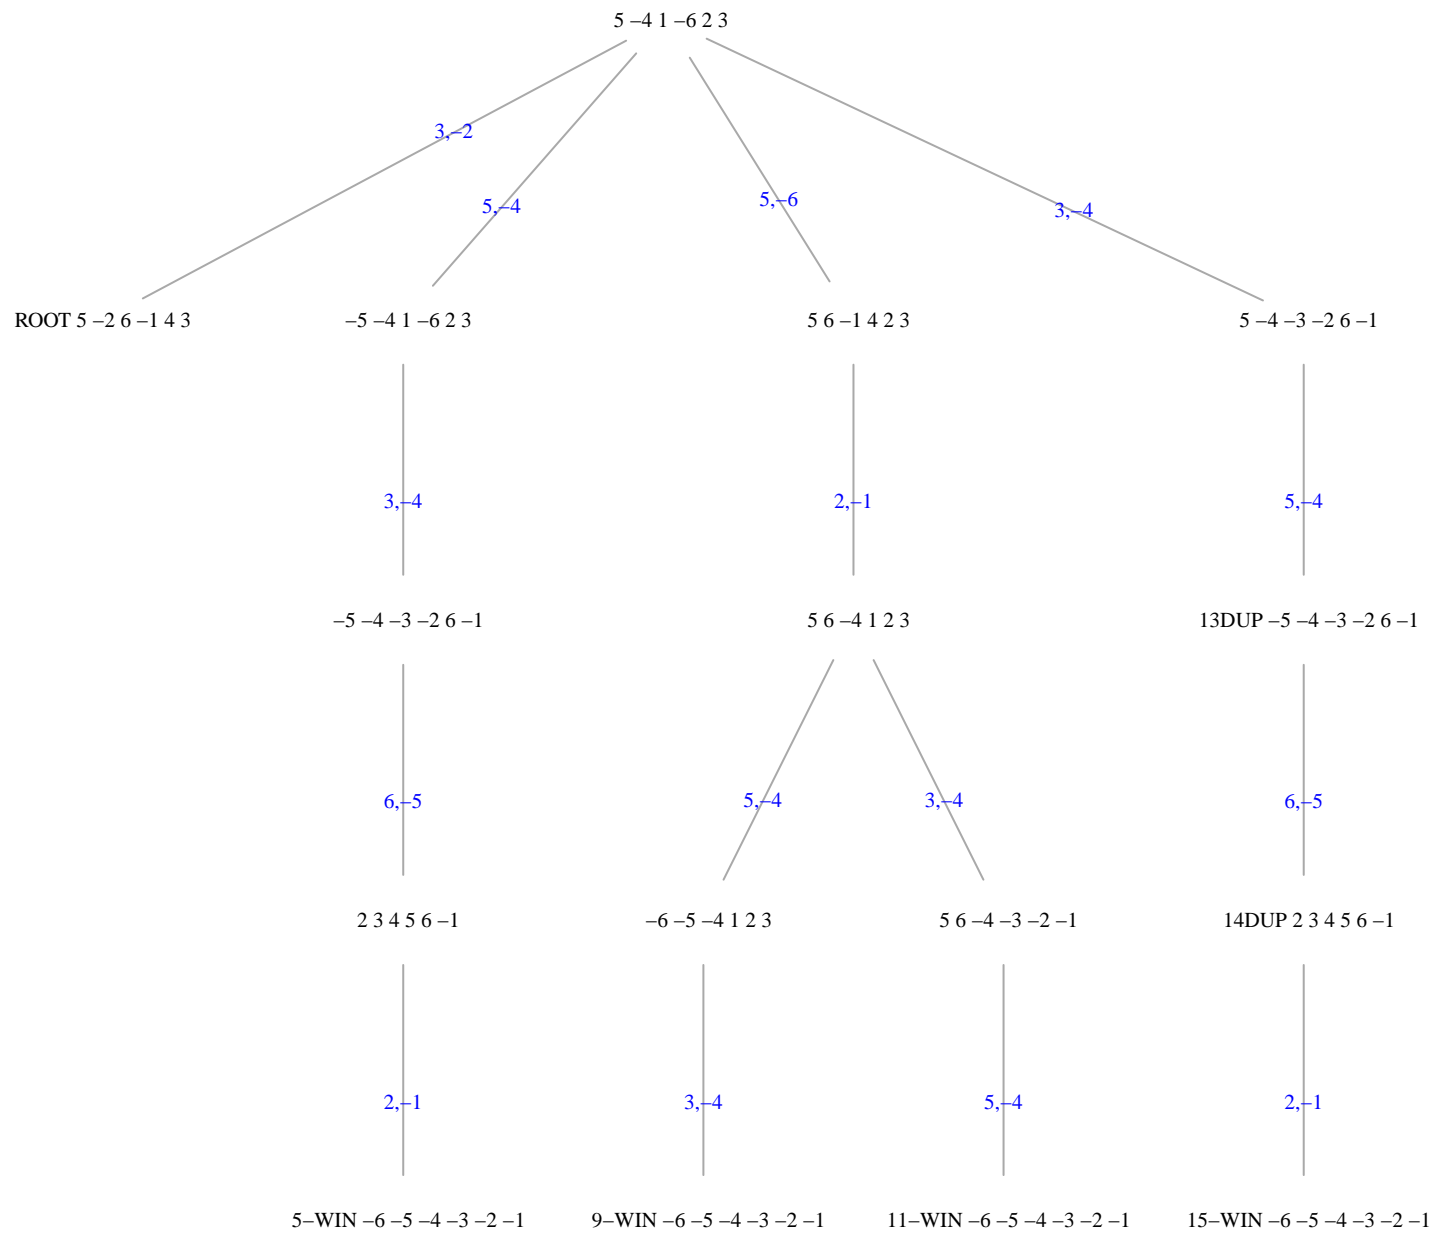 5 –4 1 –6 2 3
3,–2
5,–4
5,–6
3,–4
ROOT 5 –2 6 –1 4 3
–5 –4 1 –6 2 3
5 6 –1 4 2 3
5 –4 –3 –2 6 –1
3,–4
2,–1
5,–4
–5 –4 –3 –2 6 –1
5 6 –4 1 2 3
13DUP –5 –4 –3 –2 6 –1
6,–5
5,–4
3,–4
6,–5
2 3 4 5 6 –1
–6 –5 –4 1 2 3
5 6 –4 –3 –2 –1
14DUP 2 3 4 5 6 –1
2,–1
3,–4
5,–4
2,–1
5–WIN –6 –5 –4 –3 –2 –1
9–WIN –6 –5 –4 –3 –2 –1
11–WIN –6 –5 –4 –3 –2 –1
15–WIN –6 –5 –4 –3 –2 –1